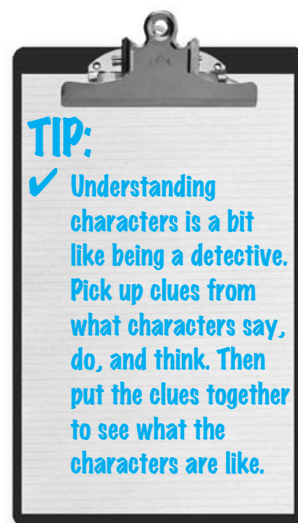 TIP:
✔ Understanding
characters is a bit
like being a detective.
Pick up clues from
what characters say,
do, and think. Then
put the clues together
to see what the
characters are like.